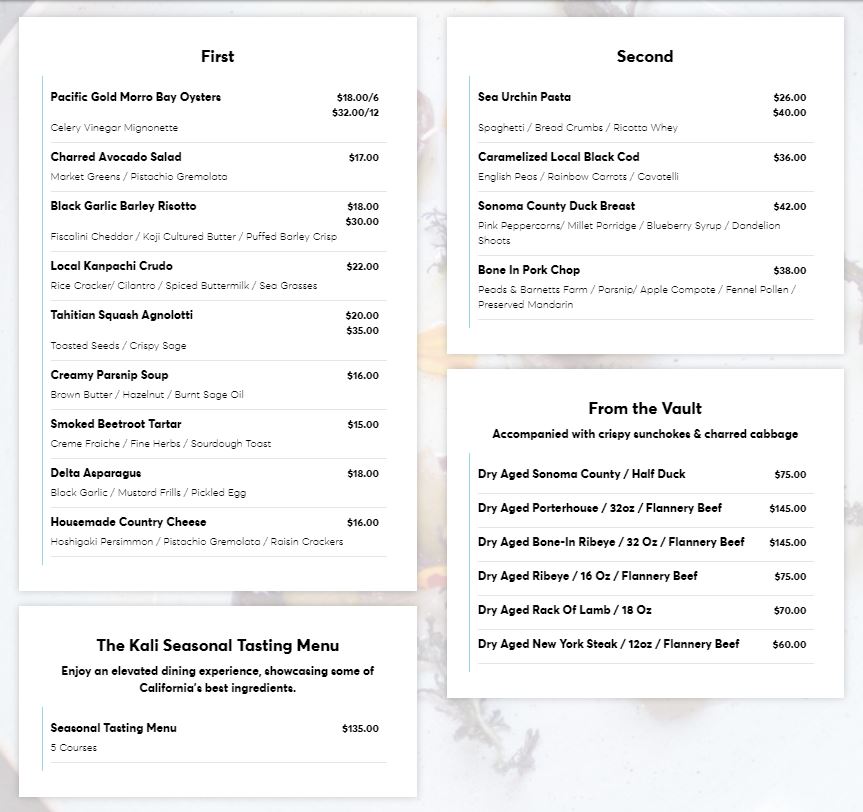 First
Pacific Gold Morro Bay Oysters $18.00/6
$32.00/12
Celery Vinegar Mignonette
Charred Avocado Salad $17.00
Market Greens / Pistachio Gremolata
Black Garlic Barley Risotto $18.00
$30.00
Fiscalini Cheddar / Koji Cultured Butter / Puffed Barley Crisp
Local Kanpachi Crudo $22.00
Rice Cracker/ Cilantro / Spiced Buttermilk / Sea Grasses
Tahitian Squash Agnolotti $20.00
$35.00
Toasted Seeds / Crispy Sage
Creamy Parsnip Soup $16.00
Brown Butter / Hazelnut / Burnt Sage Oil
Smoked Beetroot Tartar $15.00
Creme Fraiche / Fine Herbs / Sourdough Toast
Delta Asparagus $18.00
Black Garlic / Mustard Frills / Pickled Egg
Housemade Country Cheese $16.00
Hoshigaki Persimmon / Pistachio Gremolata / Raisin Crackers
The Kali Seasonal Tasting Menu
Enjoy an elevated dining experience, showcasing some of
California's best ingredients.
Seasonal Tasting Menu $135.00
5 Courses
Second
Sea Urchin Pasta $26.00
$40.00
Spaghetti / Bread Crumbs / Ricotta Whey
Caramelized Local Black Cod $36.00
English Peas / Rainbow Carrots / Cavatelli
Sonoma County Duck Breast $42.00
Pink Peppercorns/ Millet Porridge / Blueberry Syrup / Dandelion
Shoots
Bone In Pork Chop $38.00
Peads & Barnetts Farm / Parsnip/ Apple Compote / Fennel Pollen /
Preserved Mandarin
From the Vault
Accompanied with crispy sunchokes & charred cabbage
Dry Aged Sonoma County / Half Duck $75.00
Dry Aged Porterhouse / 32oz / Flannery Beef $145.00
Dry Aged Bone-In Ribeye / 32 Oz / Flannery Beef $145.00
Dry Aged Ribeye / 16 Oz / Flannery Beef $75.00
Dry Aged Rack Of Lamb / 18 Oz $70.00
Dry Aged New York Steak / 12oz / Flannery Beef $60.00